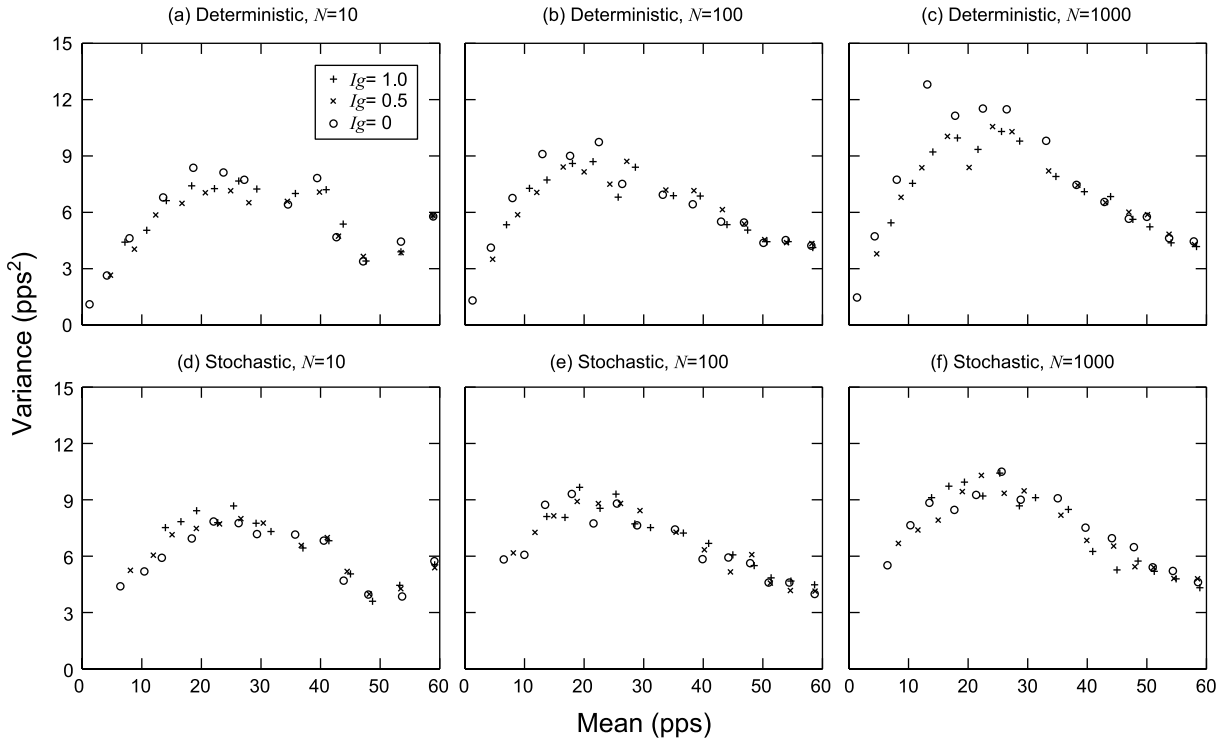 (a) Deterministic, N=10
(b) Deterministic, N=100
(c) Deterministic, N=1000
15
12
9
6
3
0
+ Ig= 1.0
× Ig= 0.5
○ Ig= 0
(d) Stochastic, N=10
(e) Stochastic, N=100
(f) Stochastic, N=1000
15
12
9
6
3
0
0 10 20 30 40 50 60
0 10 20 30 40 50 60
0 10 20 30 40 50 60
Variance (pps²)
Mean (pps)